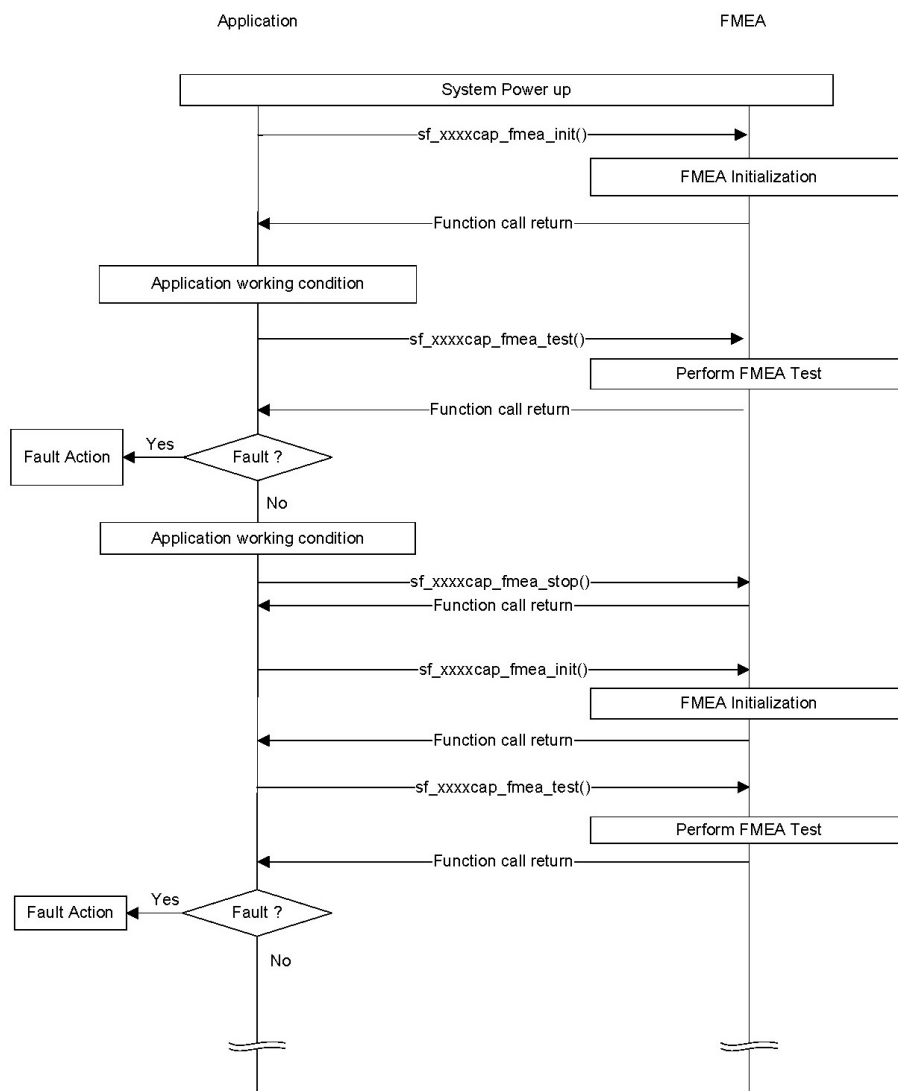 Application
FMEA
System Power up
sf_xxxxcap_fmea_init()
FMEA Initialization
Function call return
Application working condition
sf_xxxxcap_fmea_test()
Perform FMEA Test
Function call return
Fault Action
Yes
Fault ?
No
Application working condition
sf_xxxxcap_fmea_stop()
Function call return
sf_xxxxcap_fmea_init()
FMEA Initialization
Function call return
sf_xxxxcap_fmea_test()
Perform FMEA Test
Function call return
Fault Action
Yes
Fault ?
No